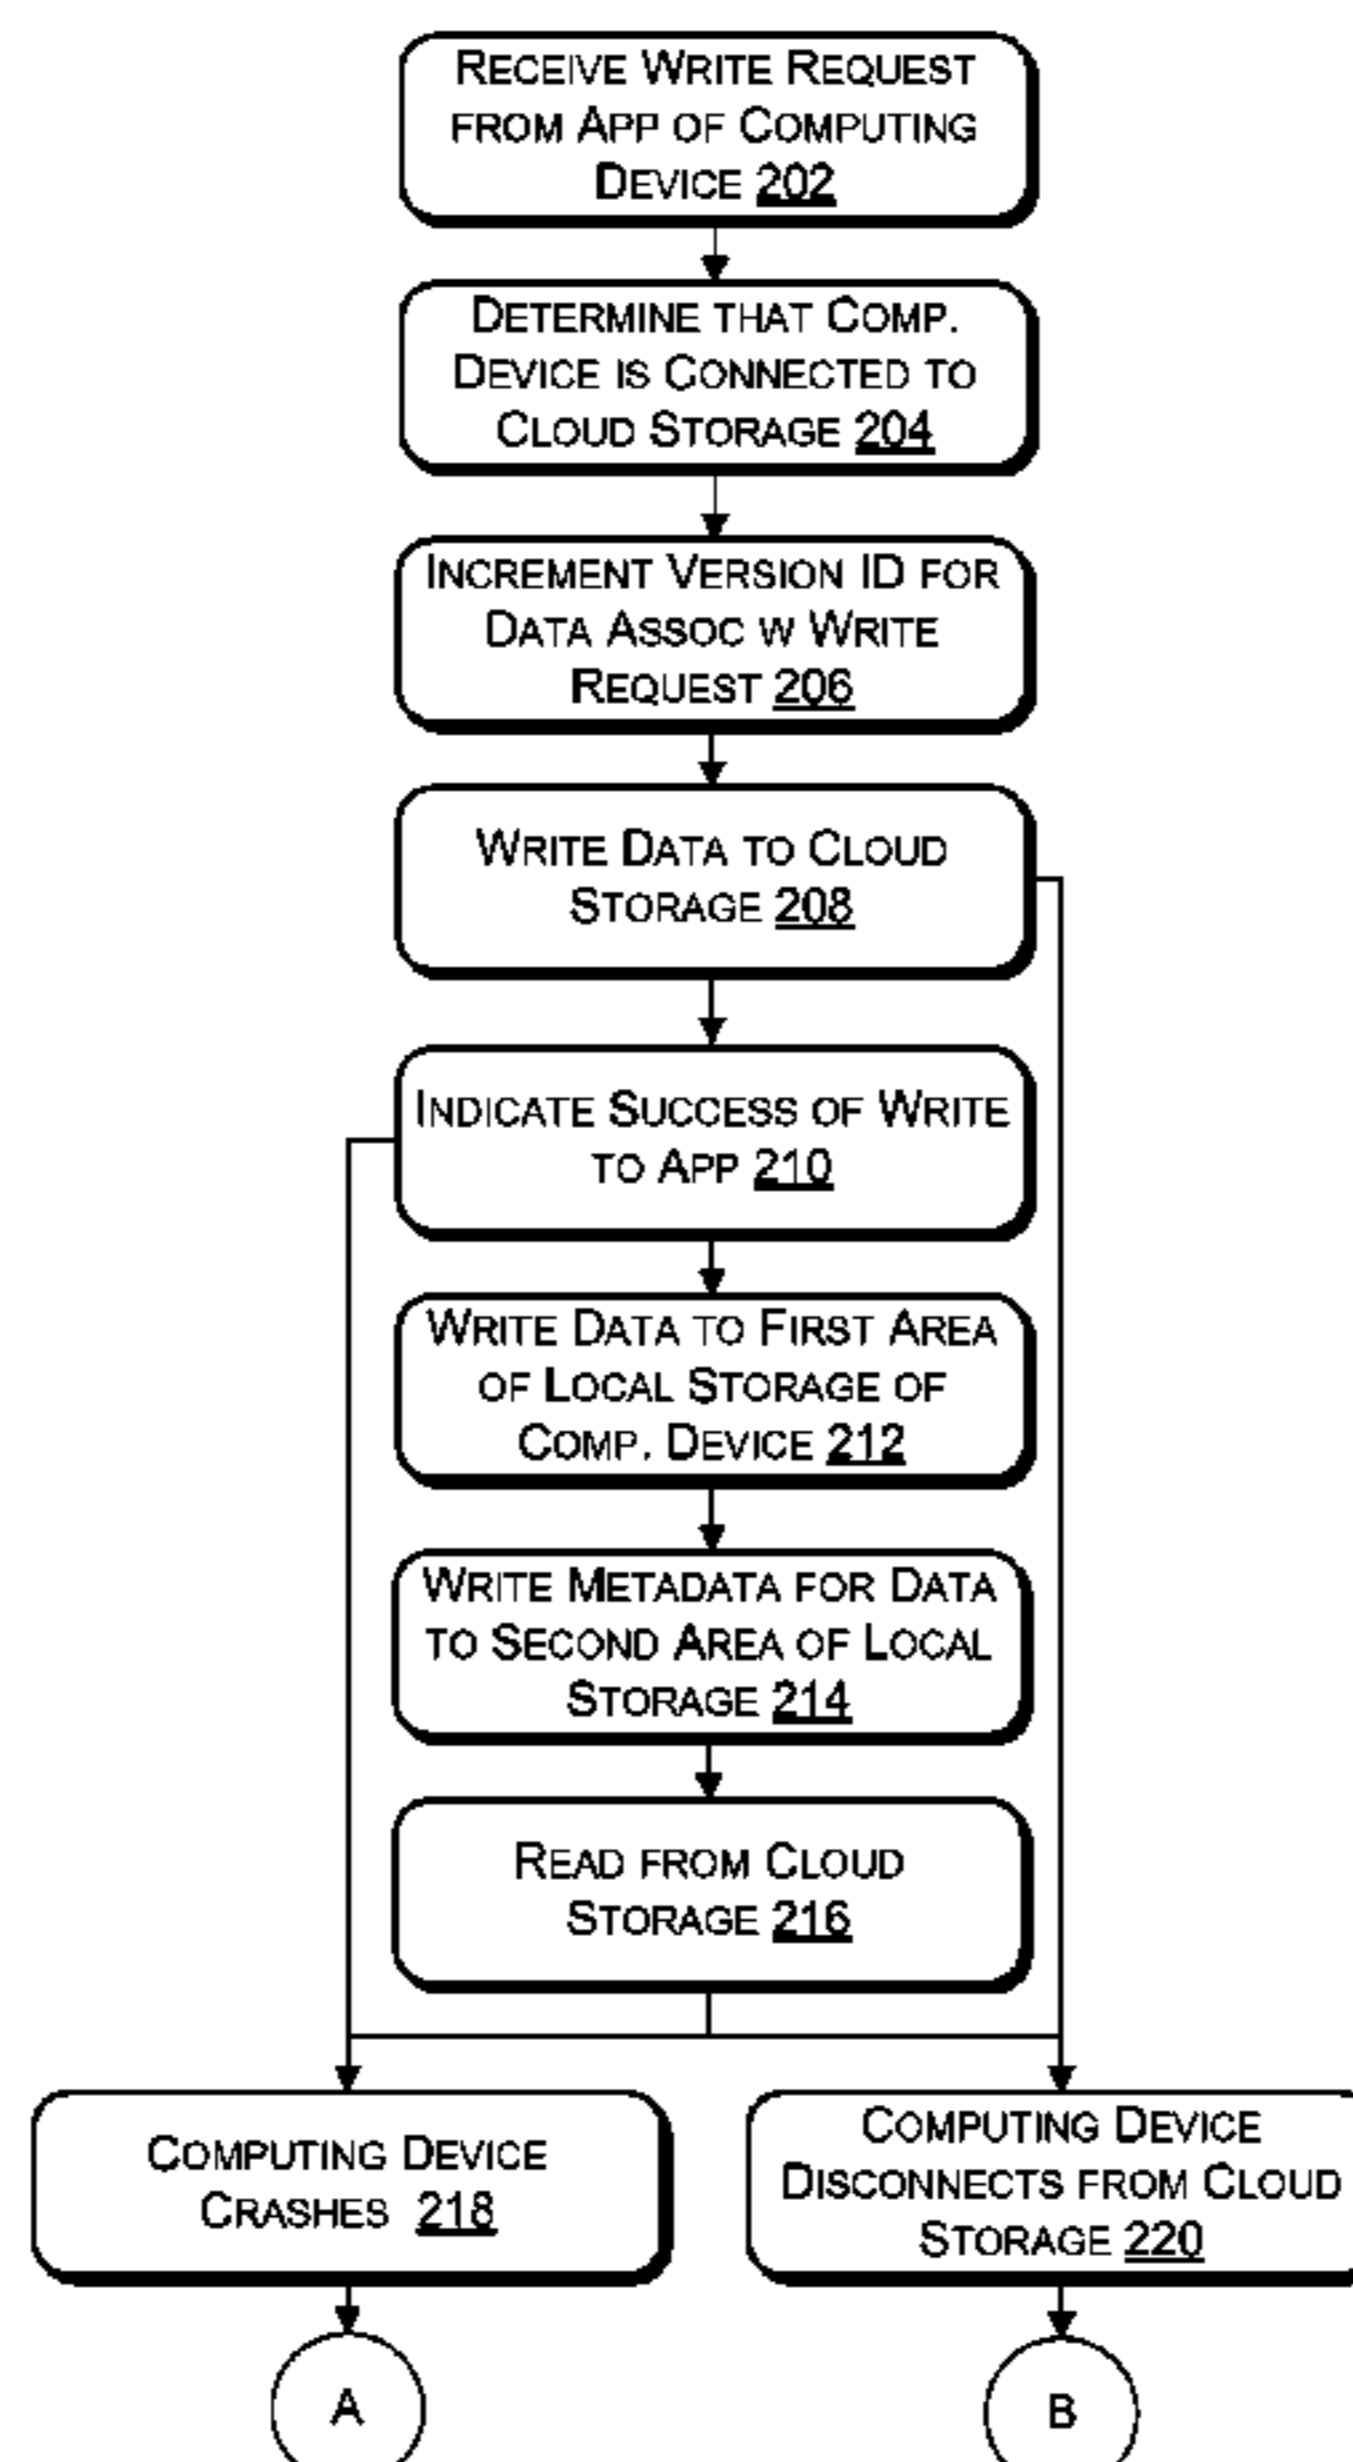 RECEIVE WRITE REQUEST
FROM APP OF COMPUTING
DEVICE 202
DETERMINE THAT COMP.
DEVICE IS CONNECTED TO
CLOUD STORAGE 204
INCREMENT VERSION ID FOR
DATA ASSOC W WRITE
REQUEST 206
WRITE DATA TO CLOUD
STORAGE 208
INDICATE SUCCESS OF WRITE
TO APP 210
WRITE DATA TO FIRST AREA
OF LOCAL STORAGE OF
COMP. DEVICE 212
WRITE METADATA FOR DATA
TO SECOND AREA OF LOCAL
STORAGE 214
READ FROM CLOUD
STORAGE 216
COMPUTING DEVICE
CRASHES 218
COMPUTING DEVICE
DISCONNECTS FROM CLOUD
STORAGE 220
A
B